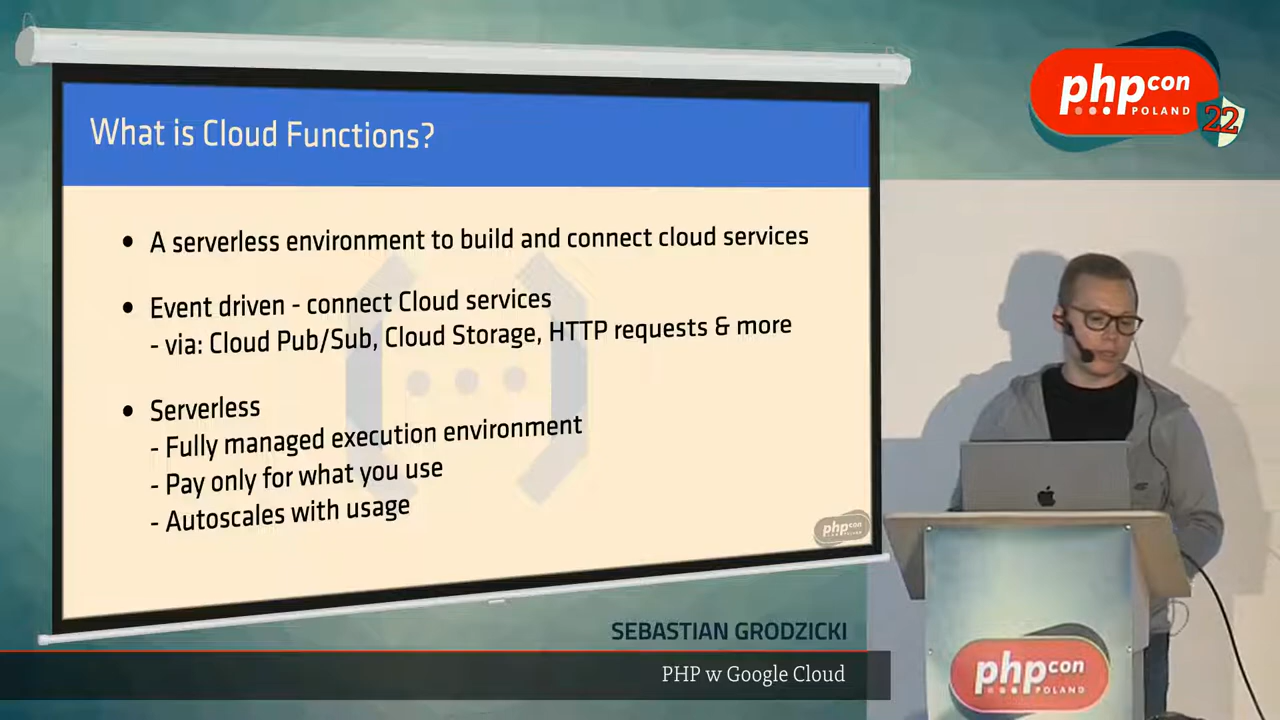 What is Cloud Functions?
• A serverless environment to build and connect cloud services
• Event driven - connect Cloud services
- via: Cloud Pub/Sub, Cloud Storage, HTTP requests & more
• Serverless
- Fully managed execution environment
- Pay only for what you use
- Autoscales with usage
phpcon
POLAND
phpcon
POLAND
22
SEBASTIAN GRODZICKI
PHP w Google Cloud
phpcon
POLAND